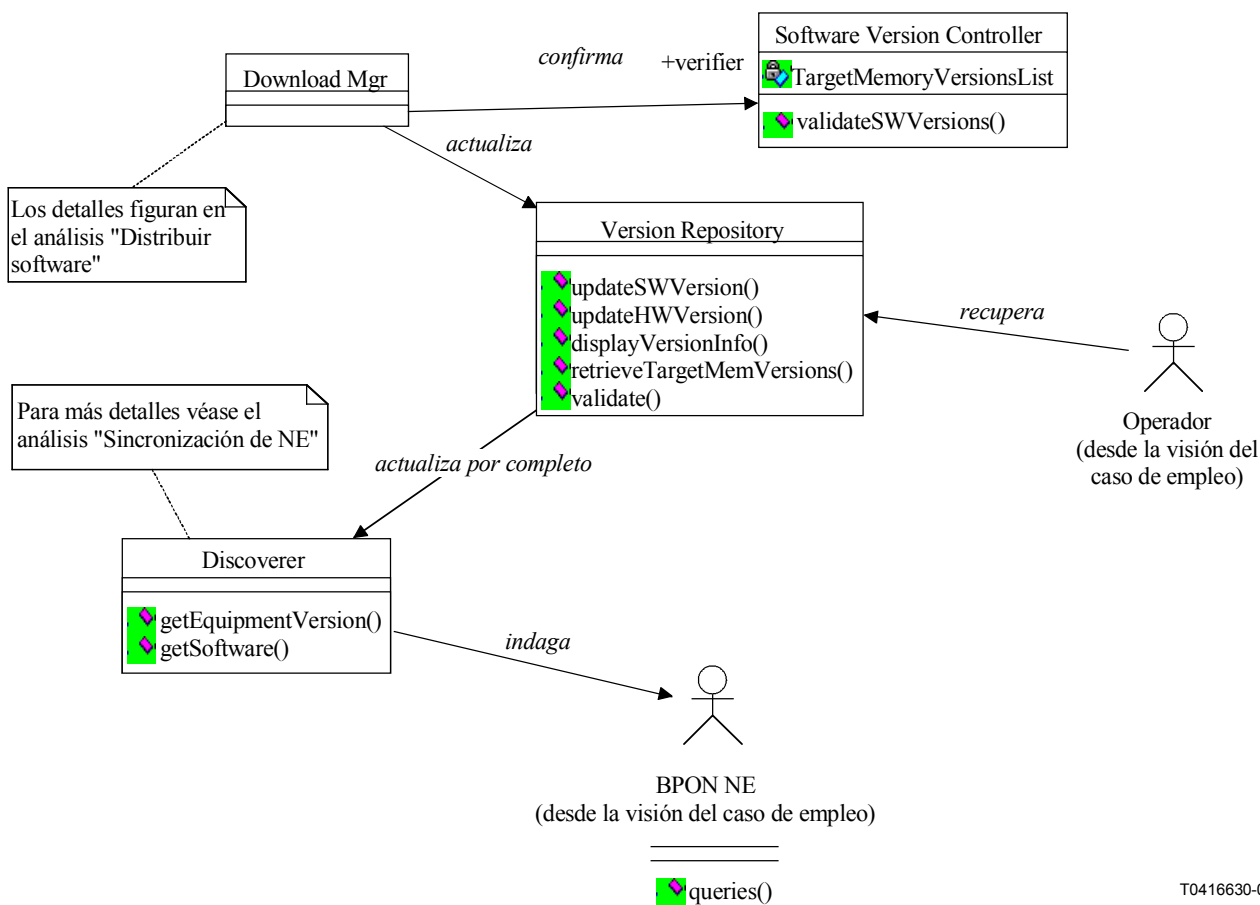 Software Version Controller
TargetMemoryVersionsList
validateSWVersions()
confirma
+verifier
Download Mgr
actualiza
Los detalles figuran en
el análisis "Distribuir
software"
Version Repository
updateSWVersion()
updateHWVersion()
displayVersionInfo()
retrieveTargetMemVersions()
validate()
recupera
Operador
(desde la visión del
caso de empleo)
Para más detalles véase el
análisis "Sincronización de NE"
actualiza por completo
Discoverer
getEquipmentVersion()
getSoftware()
indaga
BPON NE
(desde la visión del caso de empleo)
queries()